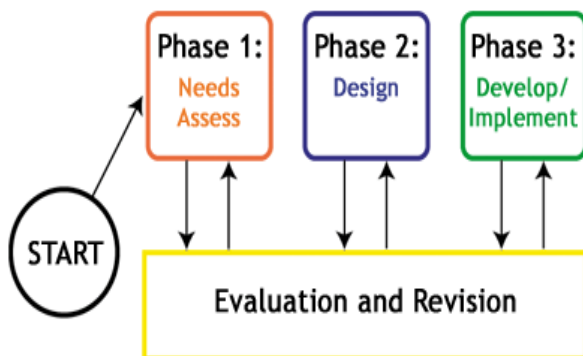 Phase 1:
Needs
Assess
Phase 2:
Design
Phase 3:
Develop/
Implement
START
Evaluation and Revision